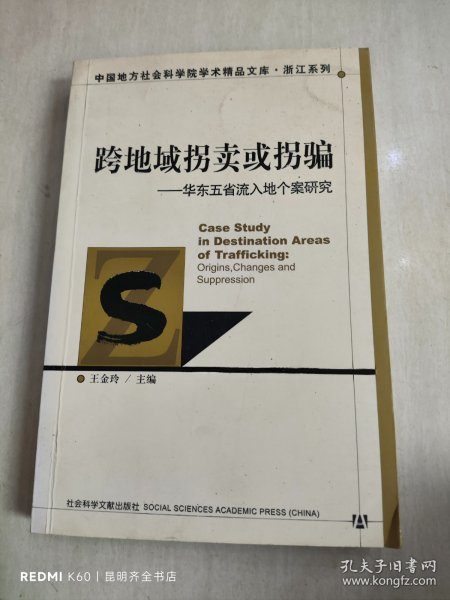 中国地方社会科学院学术精品文库·浙江系列
跨地域拐卖或拐骗
——华东五省流入地个案研究
Case Study
in Destination Areas
of Trafficking:
Origins,Changes and
Suppression
S
Z
王金玲 / 主编
社会科学文献出版社 SOCIAL SCIENCES ACADEMIC PRESS (CHINA)
REDMI K60 | 昆明齐全书店
孔夫子旧书网
www.kongfz.com